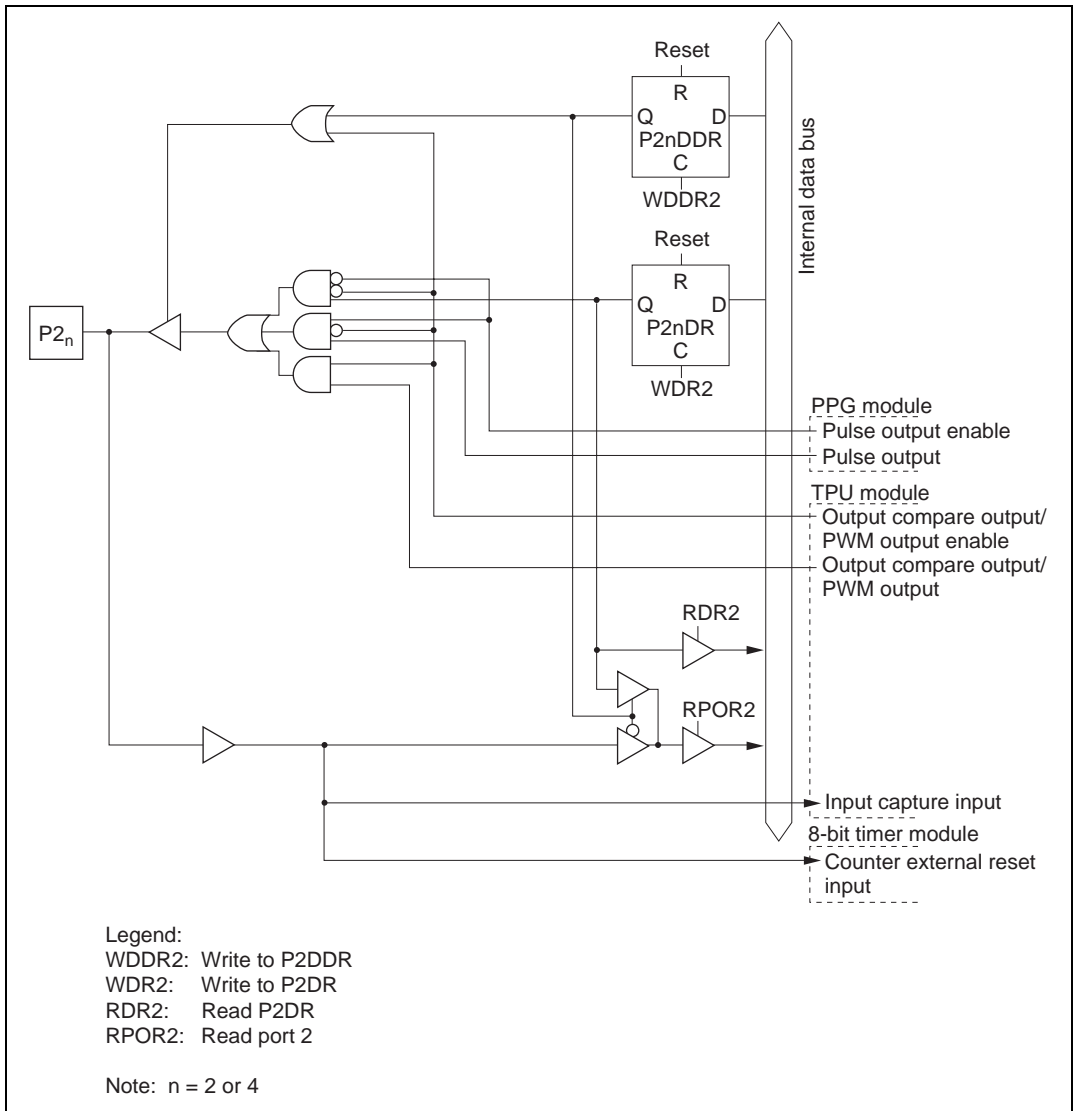 Reset
R
Q D
P2nDDR
C
WDDR2
Internal data bus
Reset
R
Q D
P2nDR
C
WDR2
P2n
PPG module
Pulse output enable
Pulse output
TPU module
Output compare output/
PWM output enable
Output compare output/
PWM output
RDR2
RPOR2
Input capture input
8-bit timer module
Counter external reset
input
Legend:
WDDR2: Write to P2DDR
WDR2: Write to P2DR
RDR2: Read P2DR
RPOR2: Read port 2
Note: n = 2 or 4